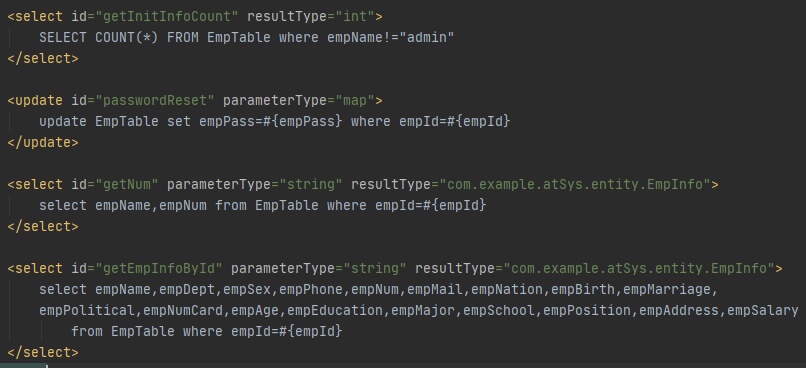 <select id="getInitInfoCount" resultType="int">
SELECT COUNT(*) FROM EmpTable where empName!="admin"
</select>
<update id="passwordReset" parameterType="map">
update EmpTable set empPass=#{empPass} where empId=#{empId}
</update>
<select id="getNum" parameterType="string" resultType="com.example.atSys.entity.EmpInfo">
select empName,empNum from EmpTable where empId=#{empId}
</select>
<select id="getEmpInfoById" parameterType="string" resultType="com.example.atSys.entity.EmpInfo">
select empName,empDept,empSex,empPhone,empNum,empMail,empNation,empBirth,empMarriage,
empPolitical,empNumCard,empAge,empEducation,empMajor,empSchool,empPosition,empAddress,empSalary
from EmpTable where empId=#{empId}
</select>